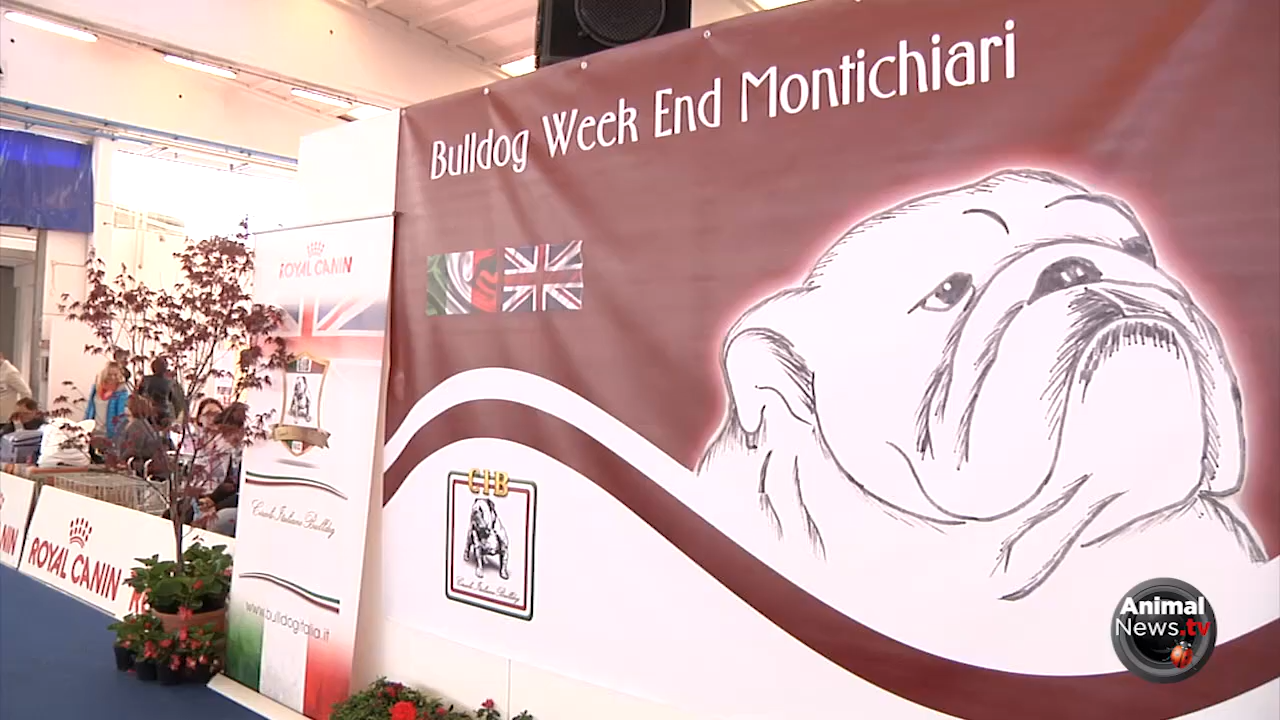 Bulldog Week End Montichiari
ROYAL CANIN
CIB
www.bulldogitalia.it
ROYAL CANIN
Animal
News.tv